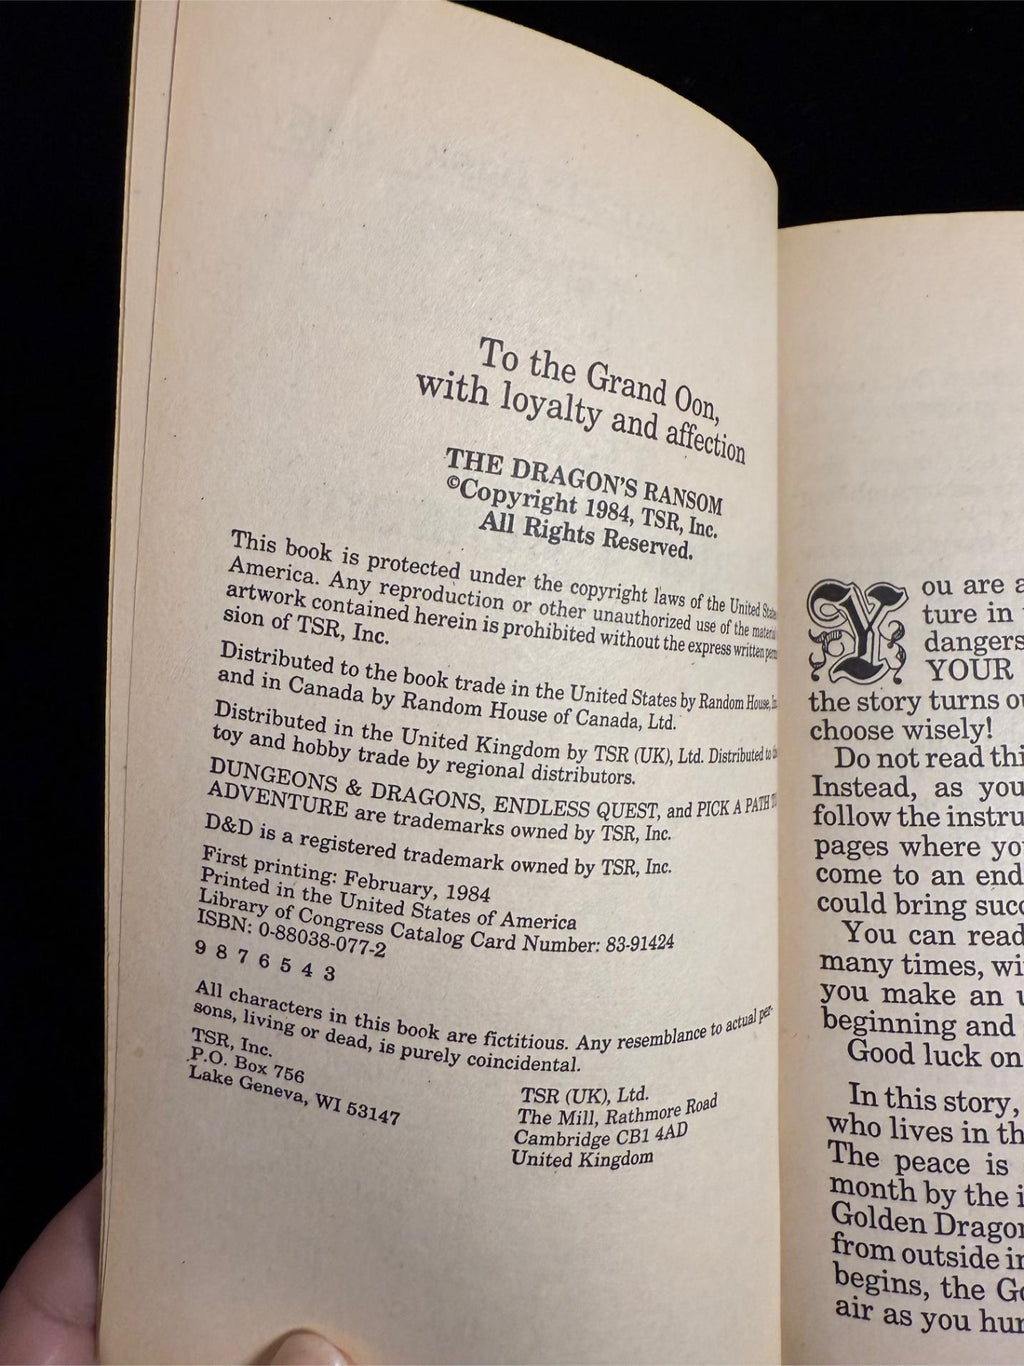 To the Grand Oon,
with loyalty and affection
THE DRAGON'S RANSOM
©Copyright 1984, TSR, Inc.
All Rights Reserved.
This book is protected under the copyright laws of the United
America. Any reproduction or other unauthorized use of the
artwork contained herein is prohibited without the express written
sion of TSR, Inc.
Distributed to the book trade in the United States by Random House,
and in Canada by Random House of Canada, Ltd.
Distributed in the United Kingdom by TSR (UK), Ltd. Distributed to
toy and hobby trade by regional distributors.
DUNGEONS & DRAGONS, ENDLESS QUEST, and PICK A PATH
ADVENTURE are trademarks owned by TSR, Inc.
D&D is a registered trademark owned by TSR, Inc.
First printing: February, 1984
Printed in the United States of America
Library of Congress Catalog Card Number: 83-91424
ISBN: 0-88038-077-2
9 8 7 6 5 4 3
All characters in this book are fictitious. Any resemblance to actual per-
sons, living or dead, is purely coincidental.
TSR, Inc.
P.O. Box 756
Lake Geneva, WI 53147
TSR (UK), Ltd.
The Mill, Rathmore Road
Cambridge CB1 4AD
United Kingdom
You are
ture in
dangers
YOUR
the story turns
choose wisely!
Do not read
Instead, as you
follow the
pages where
come to an end
could bring
You can read
many times,
you make an
beginning and
Good luck on
In this story,
who lives in
The peace is
month by the
Golden
from outside
begins, the
air as you